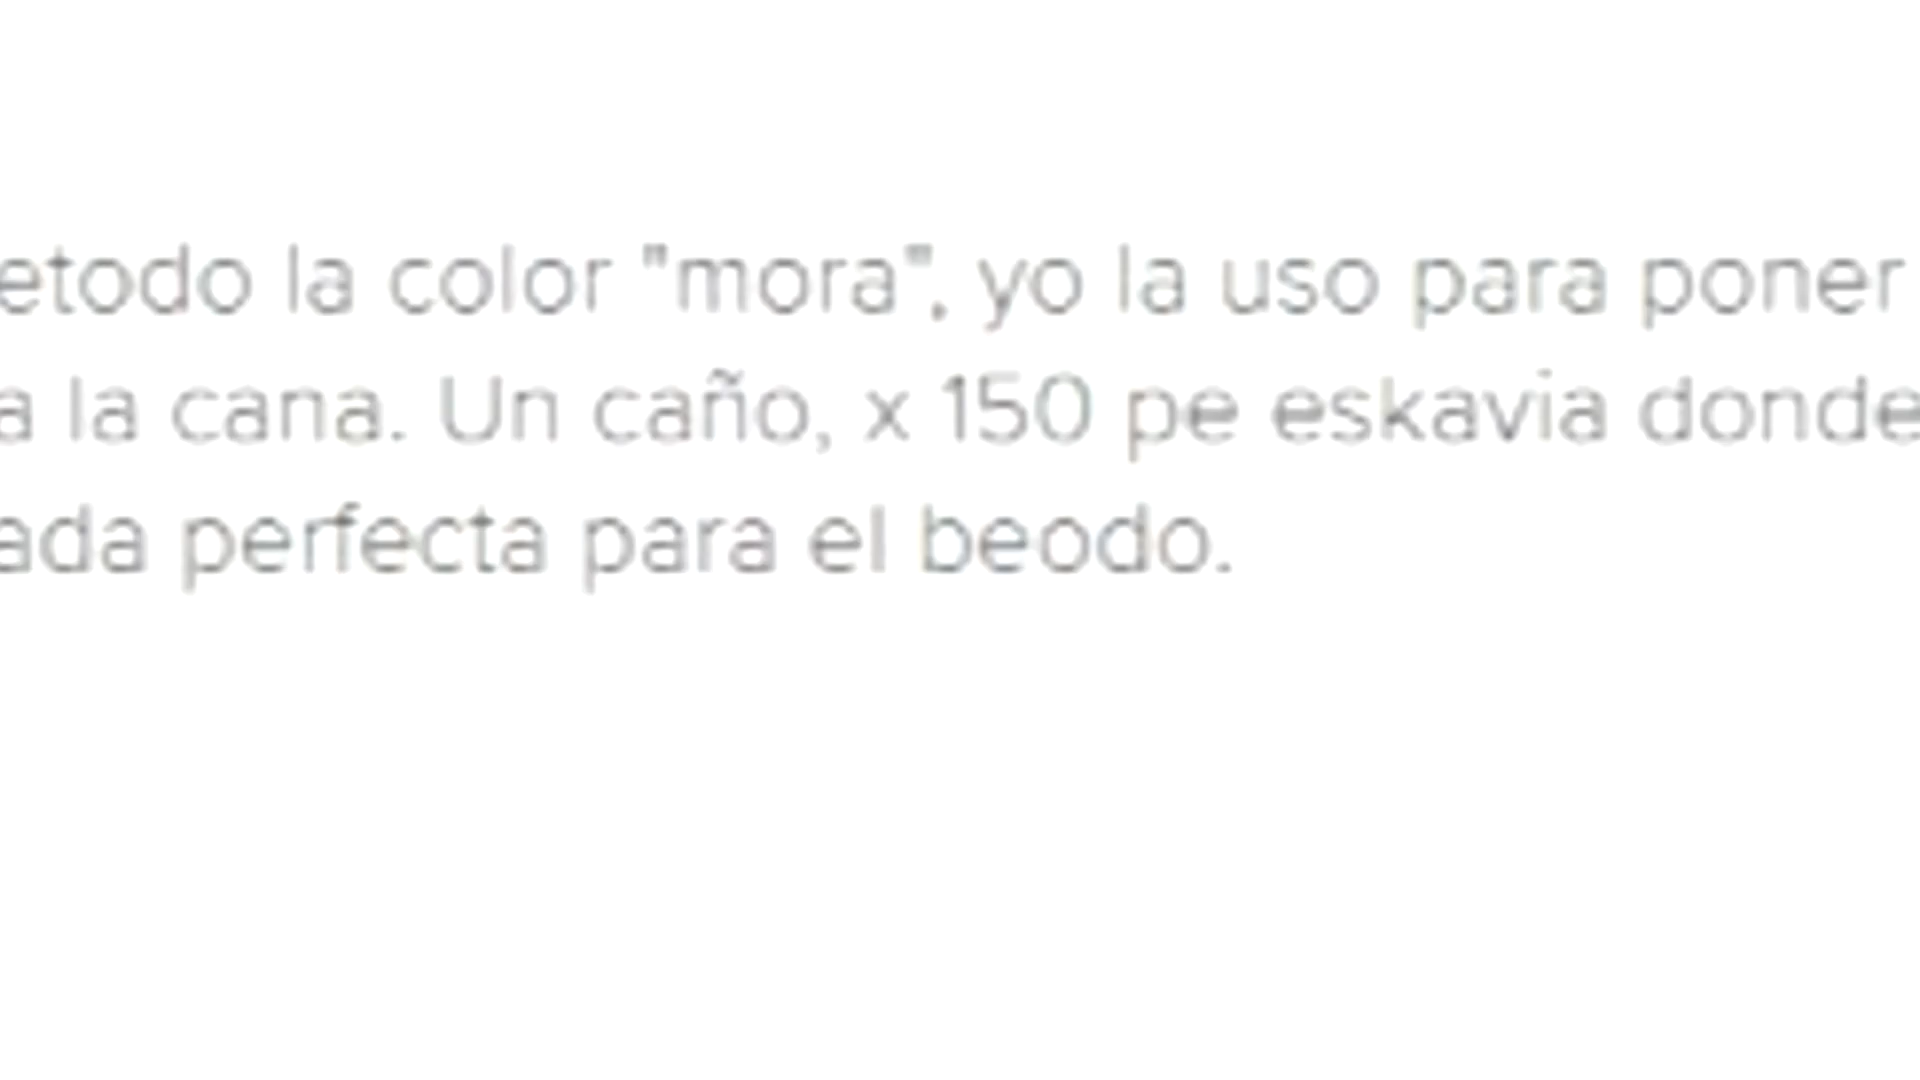 etodo la color "mora", yo la uso para poner
a la cana. Un caño, x 150 pe eskavia donde
ada perfecta para el beodo.